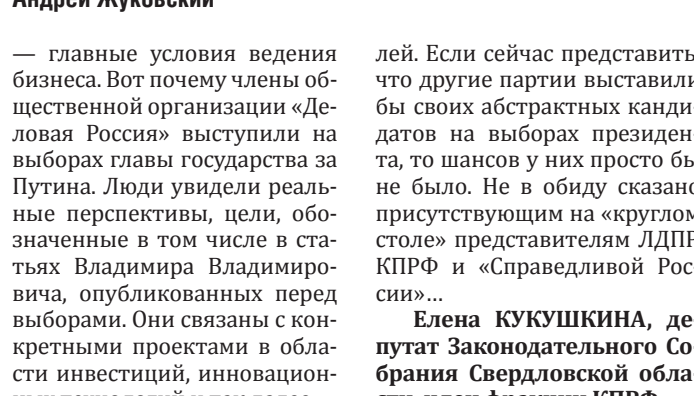 Андрей Жуковский
— главные условия ведения
бизнеса. Вот почему члены об-
щественной организации «Де-
ловая Россия» выступили на
выборах главы государства за
Путина. Люди увидели реаль-
ные перспективы, цели, обо-
значенные в том числе в ста-
тьях Владимира Владимиро-
вича, опубликованных перед
выборами. Они связаны с кон-
кретными проектами в обла-
сти инвестиций, инновацион-
лей. Если сейчас представить
что другие партии выставили
бы своих абстрактных канди
датов на выборах президен
та, то шансов у них просто бы
не было. Не в обиду сказано
присутствующим на «круглом
столе» представителям ЛДПР
КПРФ и «Справедливой Рос
сии»...
Елена КУКУШКИНА, де
путат Законодательного Со
брания Свердловской обла